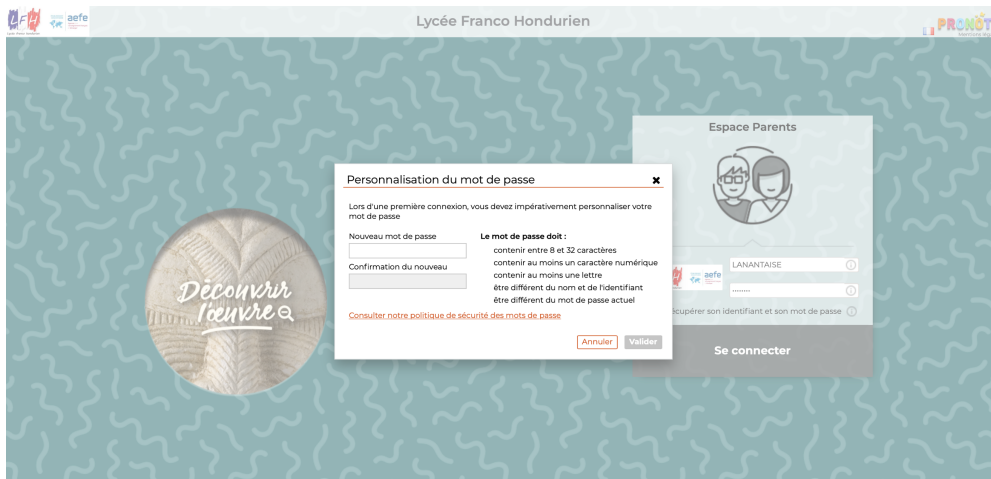 LFH
aefe
Lycée Franco Hondurien
PRONOT
Mentions lég
Espace Parents
Personnalisation du mot de passe
Lors d'une première connexion, vous devez impérativement personnaliser votre
mot de passe
Nouveau mot de passe
Confirmation du nouveau
Le mot de passe doit :
contenir entre 8 et 32 caractères
contenir au moins un caractère numérique
contenir au moins une lettre
être différent du nom et de l'identifiant
être différent du mot de passe actuel
Consulter notre politique de sécurité des mots de passe
Annuler
Valider
Découvrir
l'œuvre
aefe
LANANTAISE
........
écupérer son identifiant et son mot de passe
Se connecter